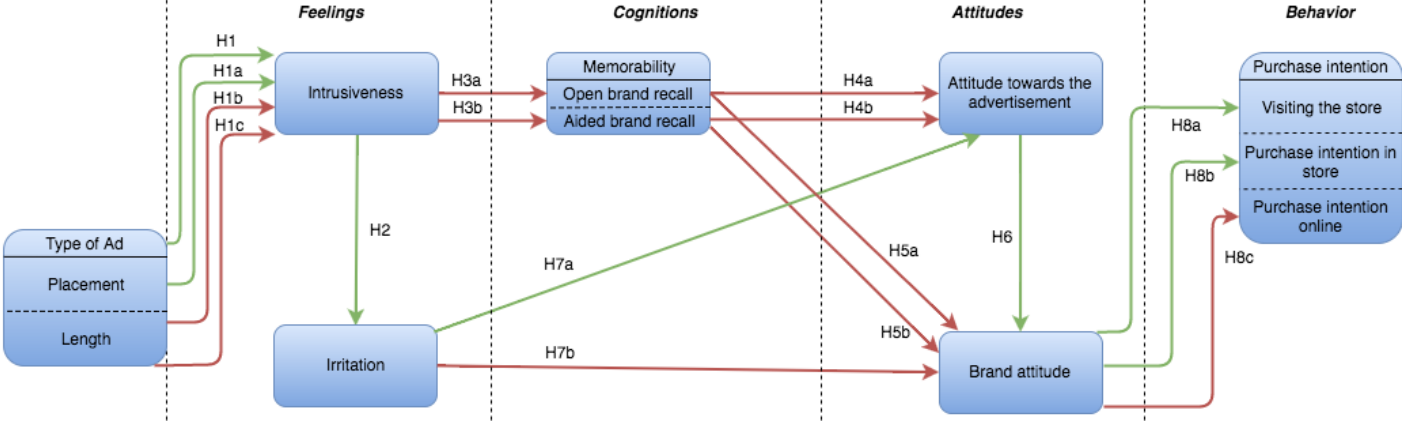 Feelings
Cognitions
Attitudes
Behavior
H1
H1a
H1b
H1c
Intrusiveness
H3a
H3b
Memorability
Open brand recall
Aided brand recall
H4a
H4b
Attitude towards the
advertisement
H8a
H8b
H8c
Purchase intention
Visiting the store
Purchase intention in
store
Purchase intention
online
Type of Ad
Placement
Length
H2
H7a
H5a
H6
H5b
Irritation
H7b
Brand attitude